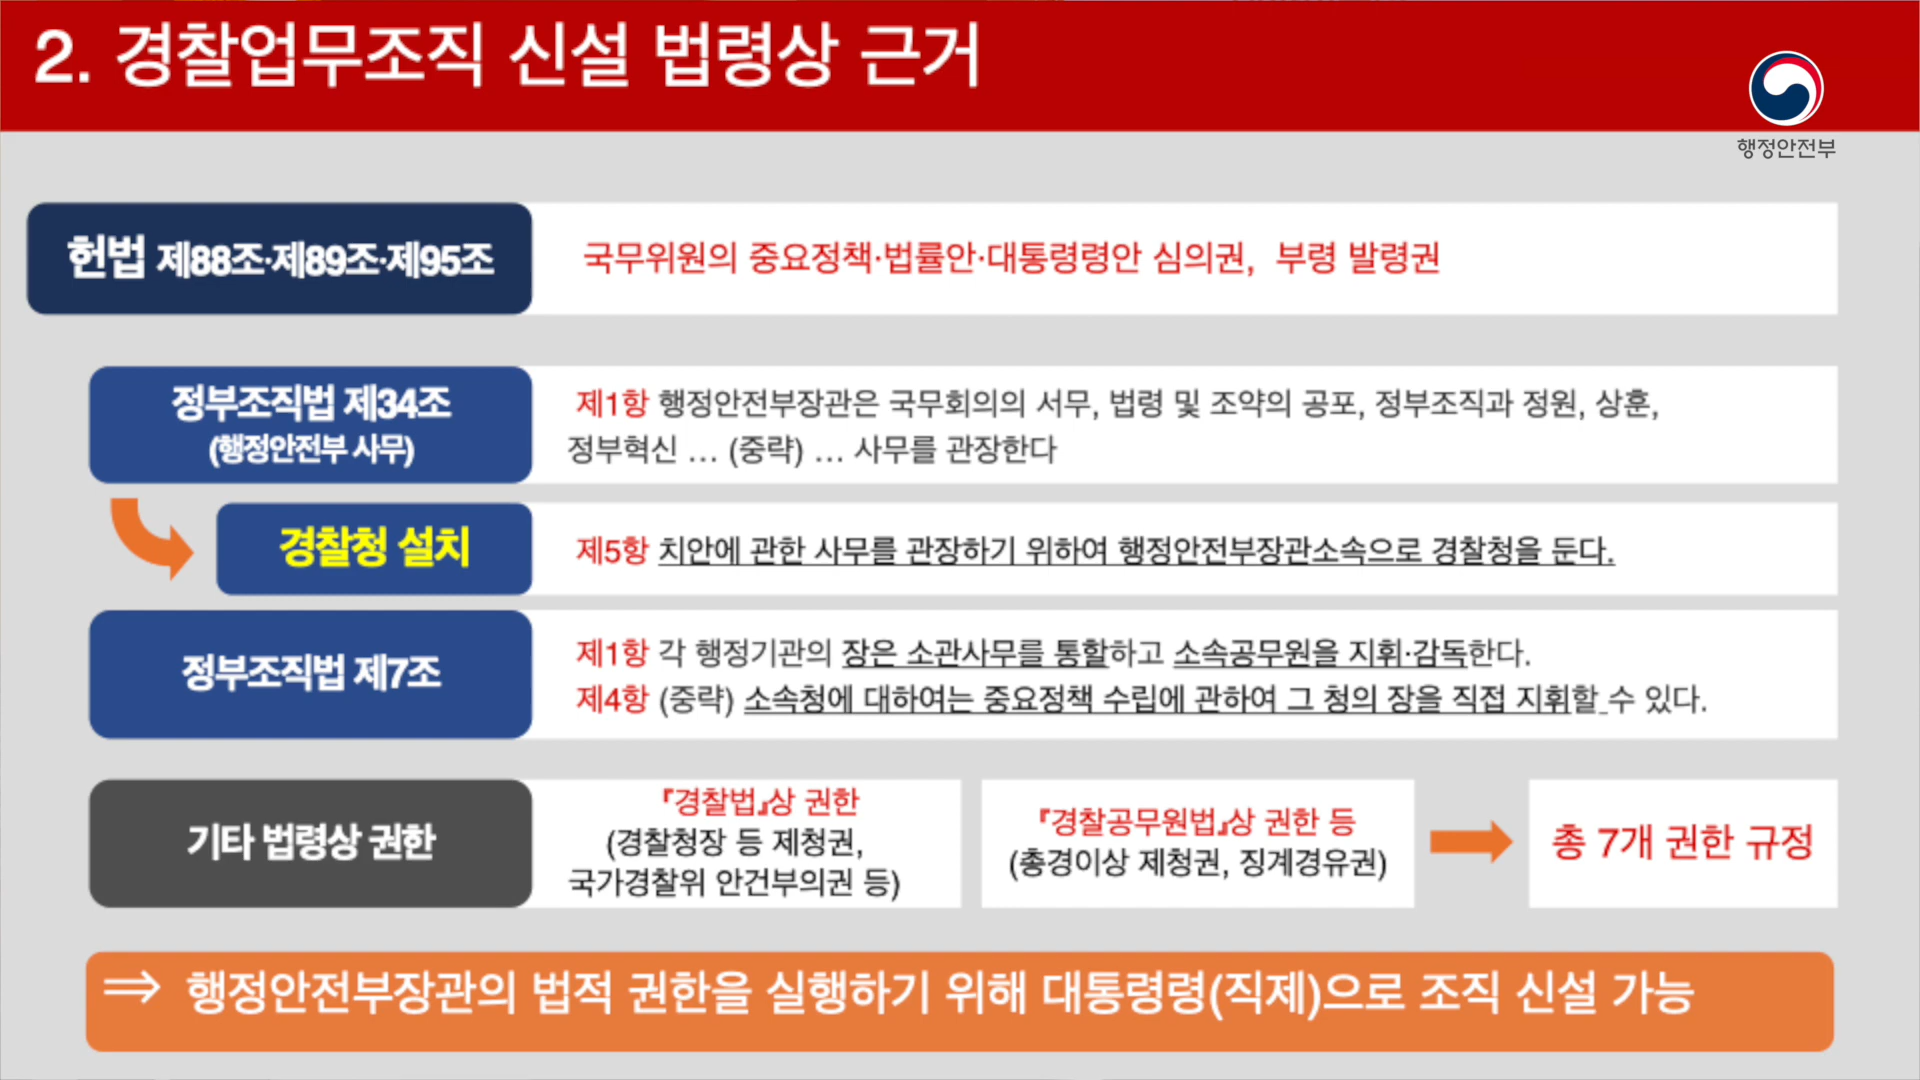 2. 경찰업무조직 신설 법령상 근거
행정안전부
헌법 제88조·제89조·제95조
국무위원의 중요정책·법률안·대통령령안 심의권, 부령 발령권
정부조직법 제34조
(행정안전부 사무)
제1항 행정안전부장관은 국무회의의 서무, 법령 및 조약의 공포, 정부조직과 정원, 상훈,
정부혁신 ... (중략) ... 사무를 관장한다
경찰청 설치
제5항 치안에 관한 사무를 관장하기 위하여 행정안전부장관소속으로 경찰청을 둔다.
정부조직법 제7조
제1항 각 행정기관의 장은 소관사무를 통할하고 소속공무원을 지휘·감독한다.
제4항 (중략) 소속청에 대하여는 중요정책 수립에 관하여 그 청의 장을 직접 지휘할 수 있다.
기타 법령상 권한
『경찰법』상 권한
(경찰청장 등 제청권,
국가경찰위 안건부의권 등)
『경찰공무원법』상 권한 등
(총경이상 제청권, 징계경유권)
총 7개 권한 규정
⇒ 행정안전부장관의 법적 권한을 실행하기 위해 대통령령(직제)으로 조직 신설 가능